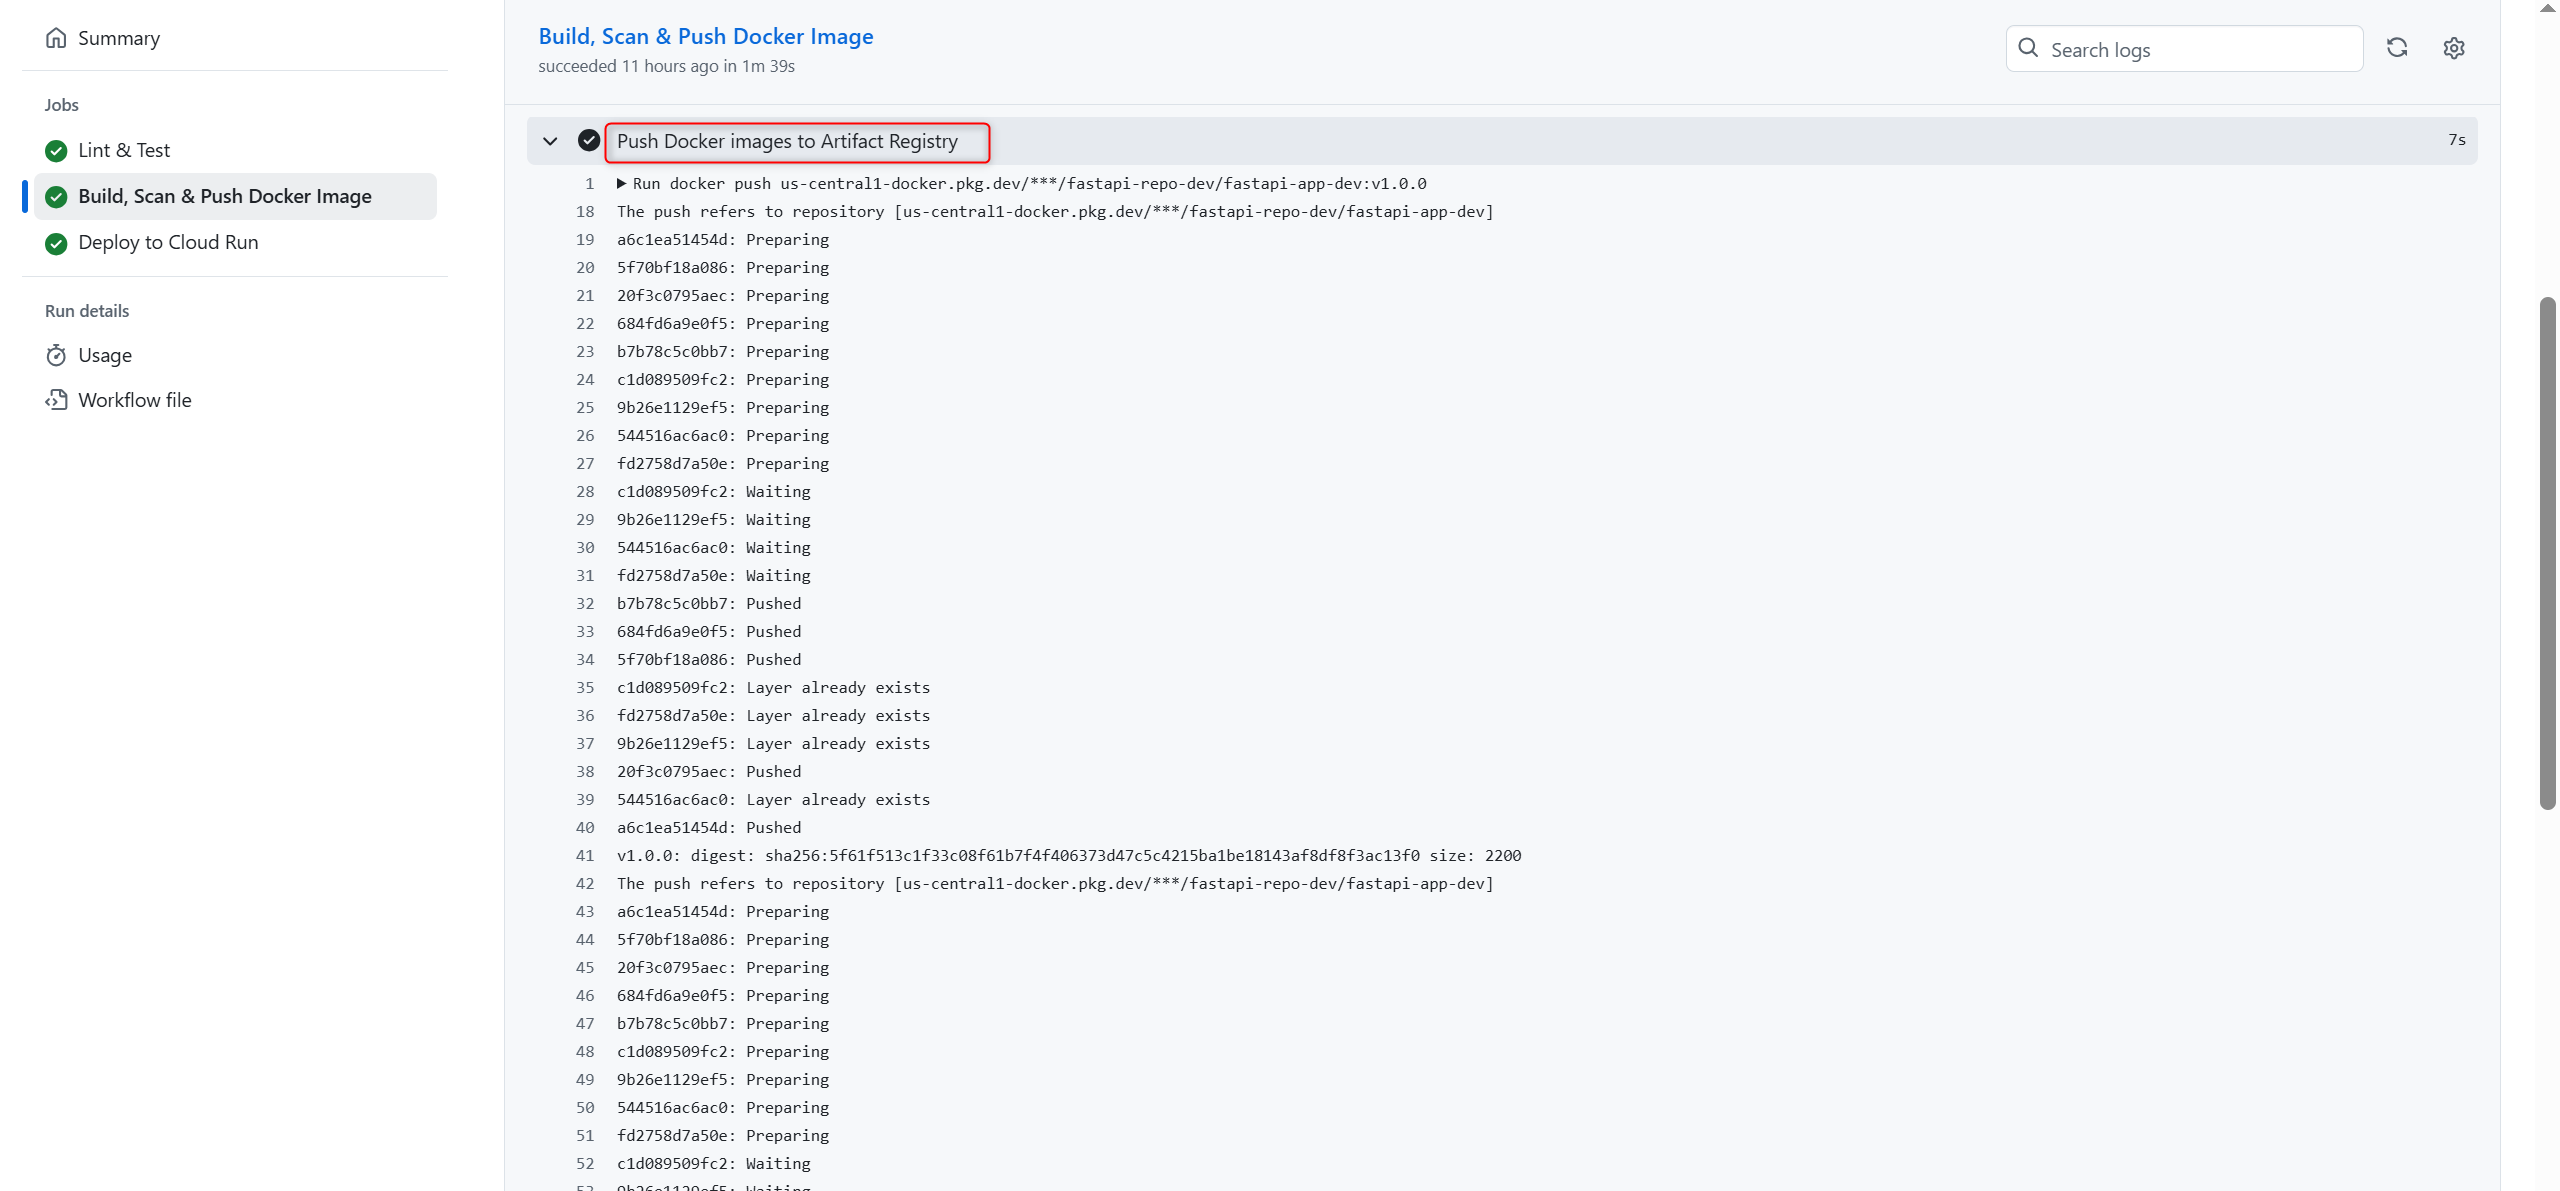 Summary
Jobs
Lint & Test
Build, Scan & Push Docker Image
Deploy to Cloud Run
Run details
Usage
Workflow file
Build, Scan & Push Docker Image
succeeded 11 hours ago in 1m 39s
Search logs
Push Docker images to Artifact Registry 7s
1 Run docker push us-central1-docker.pkg.dev/***/fastapi-repo-dev/fastapi-app-dev:v1.0.0
18 The push refers to repository [us-central1-docker.pkg.dev/***/fastapi-repo-dev/fastapi-app-dev]
19 a6c1ea51454d: Preparing
20 5f70bf18a086: Preparing
21 20f3c0795aec: Preparing
22 684fd6a9e0f5: Preparing
23 b7b78c5c0bb7: Preparing
24 c1d089509fc2: Preparing
25 9b26e1129ef5: Preparing
26 544516ac6ac0: Preparing
27 fd2758d7a50e: Preparing
28 c1d089509fc2: Waiting
29 9b26e1129ef5: Waiting
30 544516ac6ac0: Waiting
31 fd2758d7a50e: Waiting
32 b7b78c5c0bb7: Pushed
33 684fd6a9e0f5: Pushed
34 5f70bf18a086: Pushed
35 c1d089509fc2: Layer already exists
36 fd2758d7a50e: Layer already exists
37 9b26e1129ef5: Layer already exists
38 20f3c0795aec: Pushed
39 544516ac6ac0: Layer already exists
40 a6c1ea51454d: Pushed
41 v1.0.0: digest: sha256:5f61f513c1f33c08f61b7f4f406373d47c5c4215ba1be18143af8df8f3ac13f0 size: 2200
42 The push refers to repository [us-central1-docker.pkg.dev/***/fastapi-repo-dev/fastapi-app-dev]
43 a6c1ea51454d: Preparing
44 5f70bf18a086: Preparing
45 20f3c0795aec: Preparing
46 684fd6a9e0f5: Preparing
47 b7b78c5c0bb7: Preparing
48 c1d089509fc2: Preparing
49 9b26e1129ef5: Preparing
50 544516ac6ac0: Preparing
51 fd2758d7a50e: Preparing
52 c1d089509fc2: Waiting
53 9b26e1129ef5: Waiting